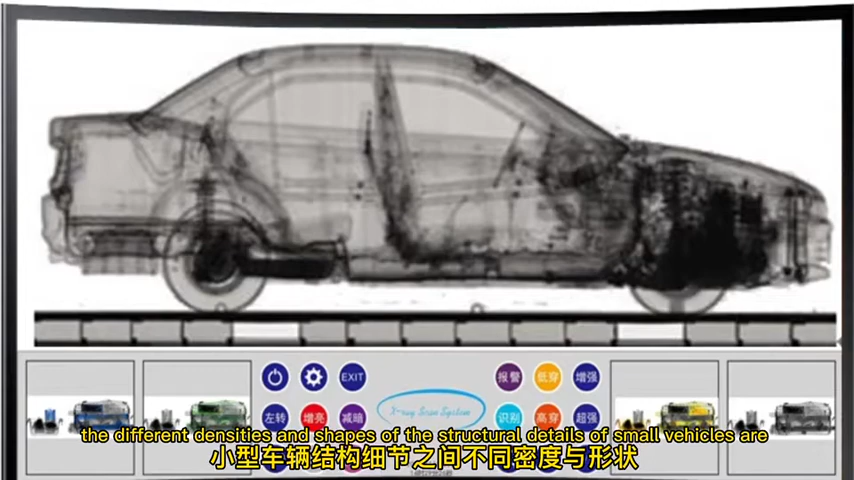 EXIT
报警
低穿
增强
左转
增亮
减暗
X-ray Scan System
识别
高穿
超强
the different densities and shapes of the structural details of small vehicles are
小型车辆结构细节之间不同密度与形状